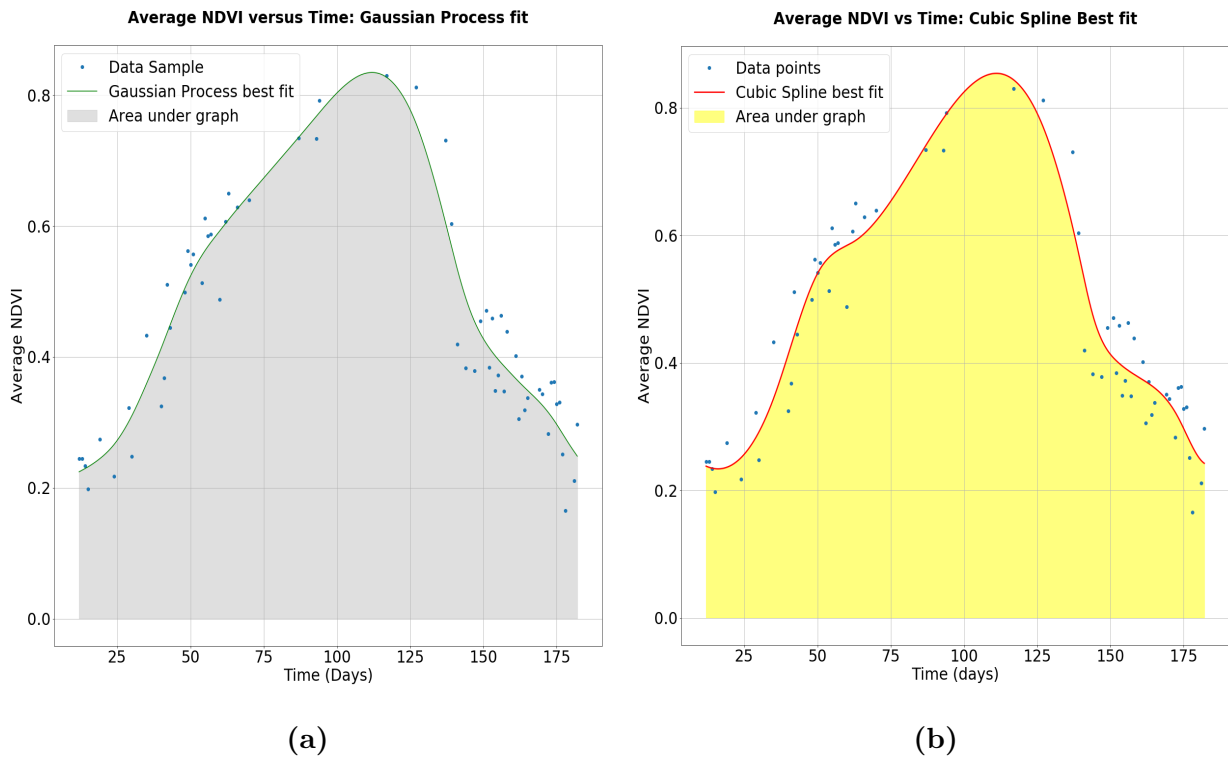 Average NDVI versus Time: Gaussian Process fit
Data Sample
Gaussian Process best fit
Area under graph
Average NDVI
0.8
0.6
0.4
0.2
0.0
25 50 75 100 125 150 175
Time (Days)
(a)
Average NDVI vs Time: Cubic Spline Best fit
Data points
Cubic Spline best fit
Area under graph
Average NDVI
0.8
0.6
0.4
0.2
0.0
25 50 75 100 125 150 175
Time (days)
(b)